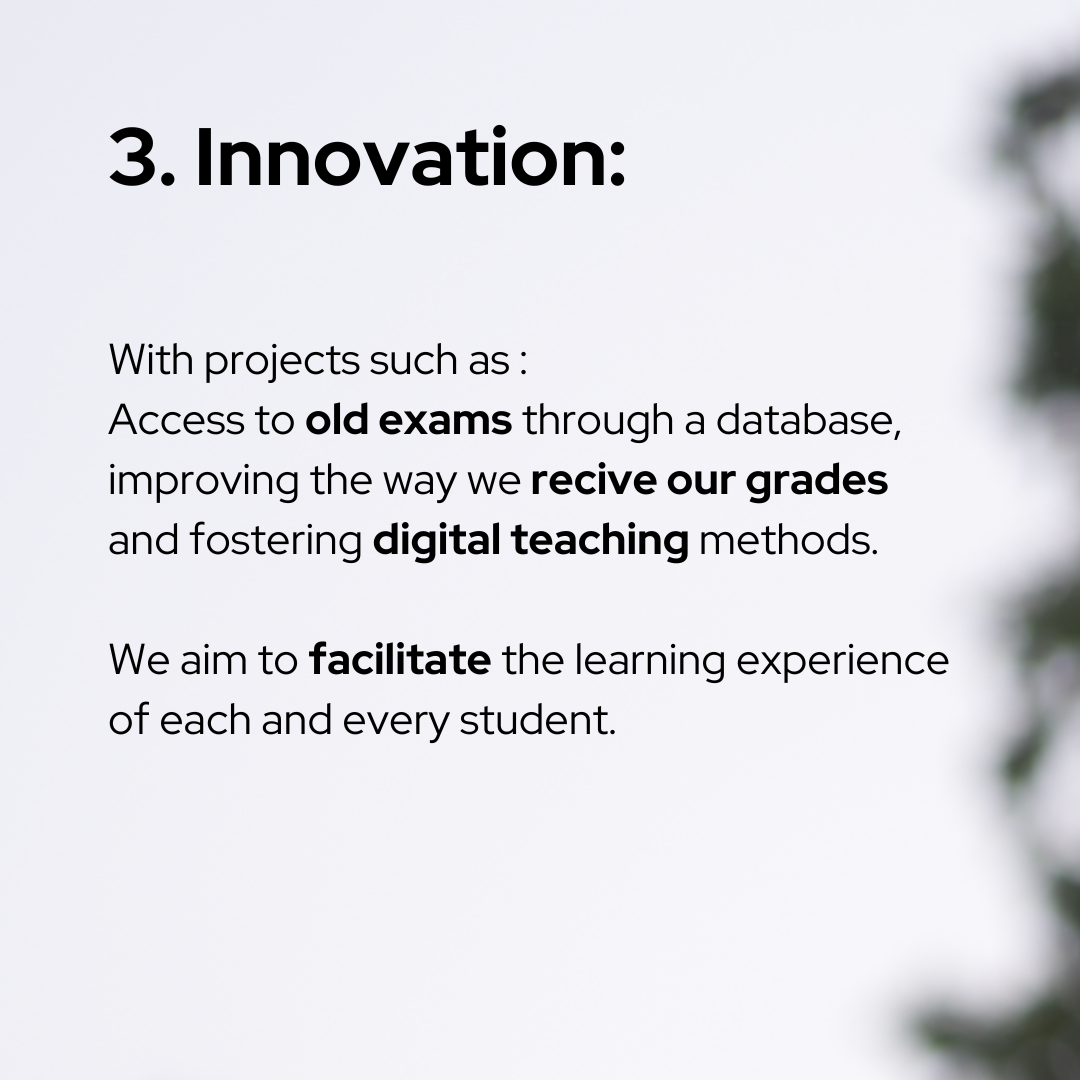 3. Innovation:
With projects such as :
Access to old exams through a database,
improving the way we recive our grades
and fostering digital teaching methods.
We aim to facilitate the learning experience
of each and every student.